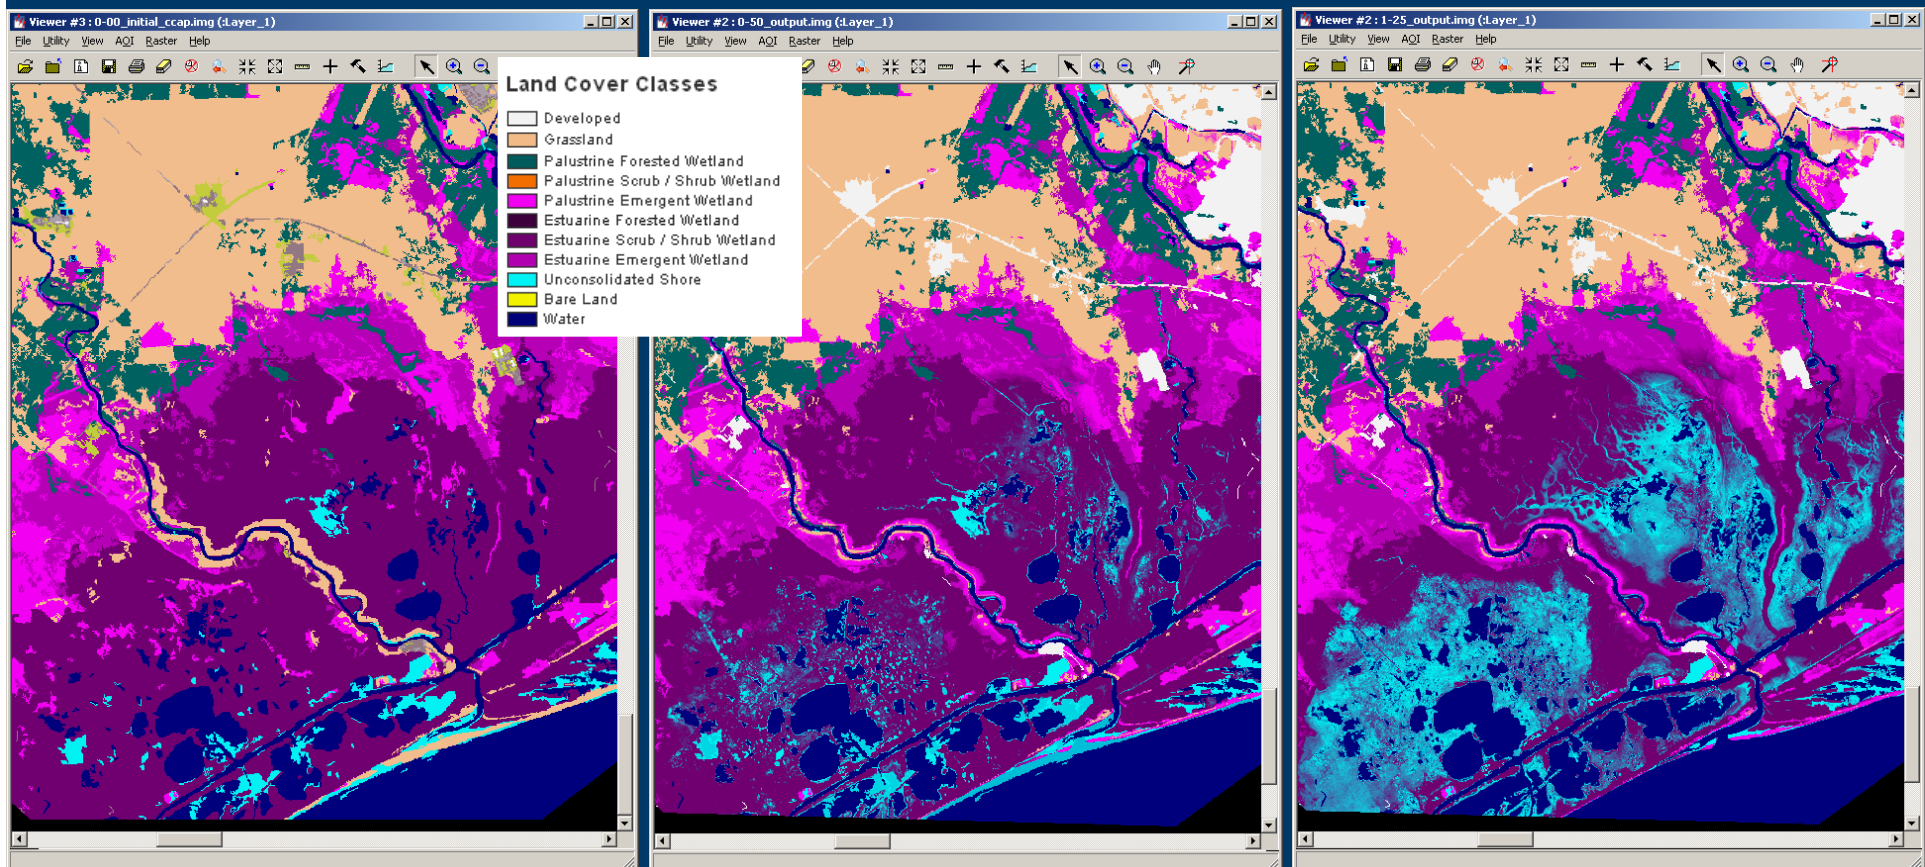 Viewer #3 : 0-00_initial_ccap.img (:Layer_1)
File Utility View AOI Raster Help
Viewer #2 : 0-50_output.img (:Layer_1)
File Utility View AOI Raster Help
Viewer #2 : 1-25_output.img (:Layer_1)
File Utility View AOI Raster Help
Land Cover Classes
Developed
Grassland
Palustrine Forested Wetland
Palustrine Scrub / Shrub Wetland
Palustrine Emergent Wetland
Estuarine Forested Wetland
Estuarine Scrub / Shrub Wetland
Estuarine Emergent Wetland
Unconsolidated Shore
Bare Land
Water